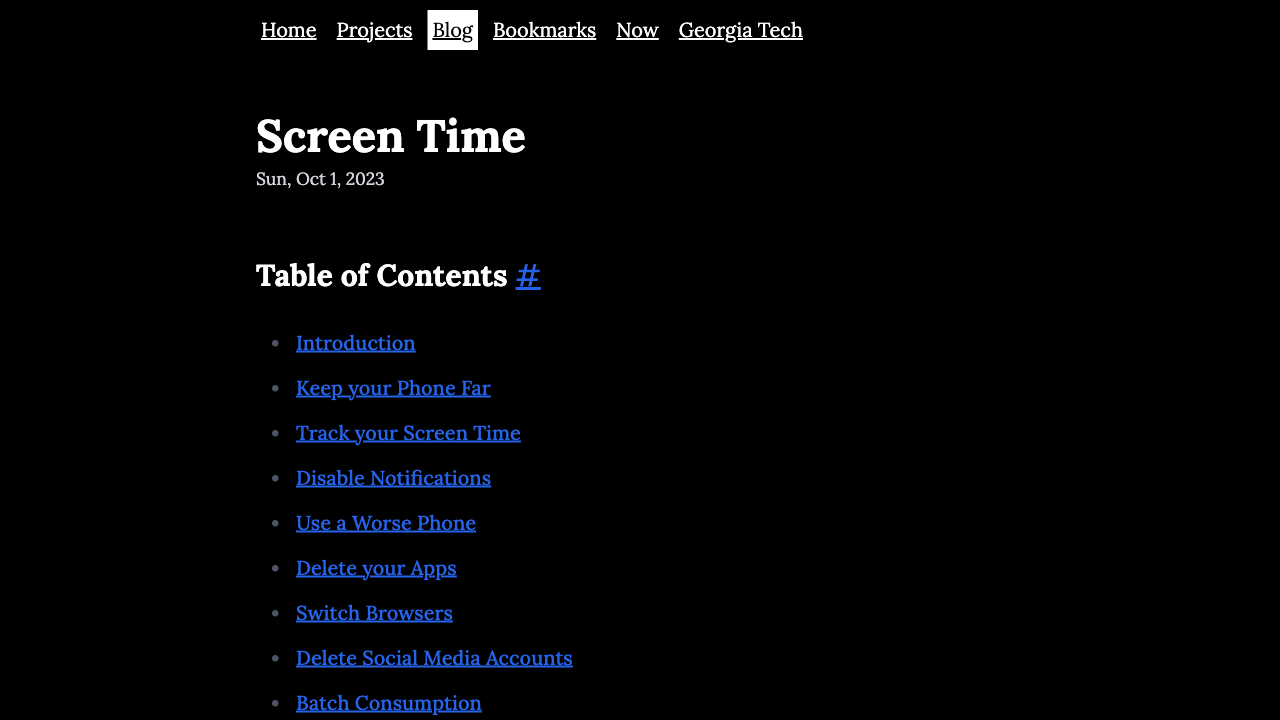 Home Projects Blog Bookmarks Now Georgia Tech
Screen Time
Sun, Oct 1, 2023
Table of Contents #
Introduction
Keep your Phone Far
Track your Screen Time
Disable Notifications
Use a Worse Phone
Delete your Apps
Switch Browsers
Delete Social Media Accounts
Batch Consumption